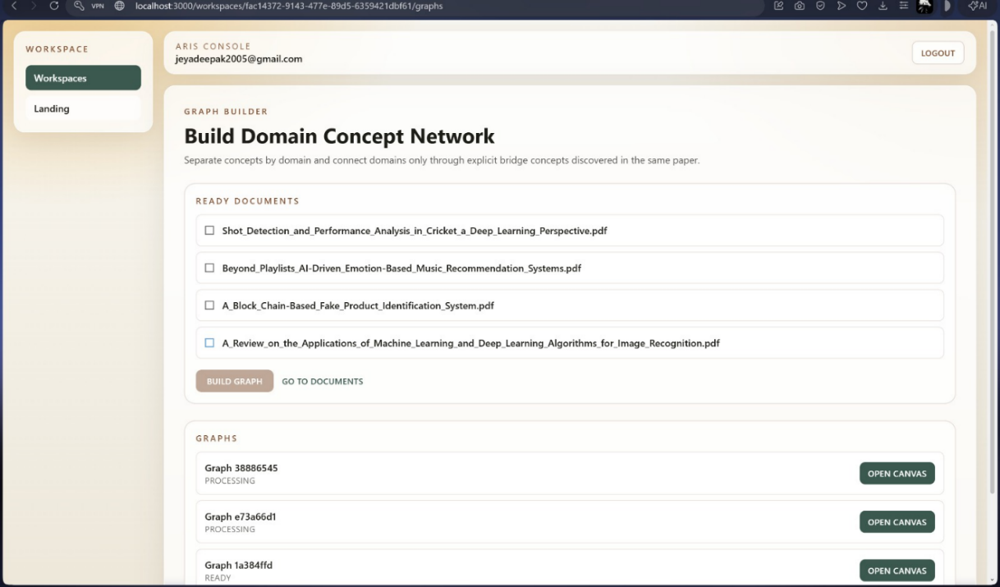 VPN
localhost:3000/workspaces/fac14372-9143-477e-89d5-6359421dbf61/graphs
AI
WORKSPACE
Workspaces
Landing
ARIS CONSOLE
jeyadeepak2005@gmail.com
LOGOUT
GRAPH BUILDER
Build Domain Concept Network
Separate concepts by domain and connect domains only through explicit bridge concepts discovered in the same paper.
READY DOCUMENTS
Shot_Detection_and_Performance_Analysis_in_Cricket_a_Deep_Learning_Perspective.pdf
Beyond_Playlists_AI-Driven_Emotion-Based_Music_Recommendation_Systems.pdf
A_Block_Chain-Based_Fake_Product_Identification_System.pdf
A_Review_on_the_Applications_of_Machine_Learning_and_Deep_Learning_Algorithms_for_Image_Recognition.pdf
BUILD GRAPH GO TO DOCUMENTS
GRAPHS
Graph 38886545
PROCESSING
OPEN CANVAS
Graph e73a66d1
PROCESSING
OPEN CANVAS
Graph 1a384ffd
READY
OPEN CANVAS